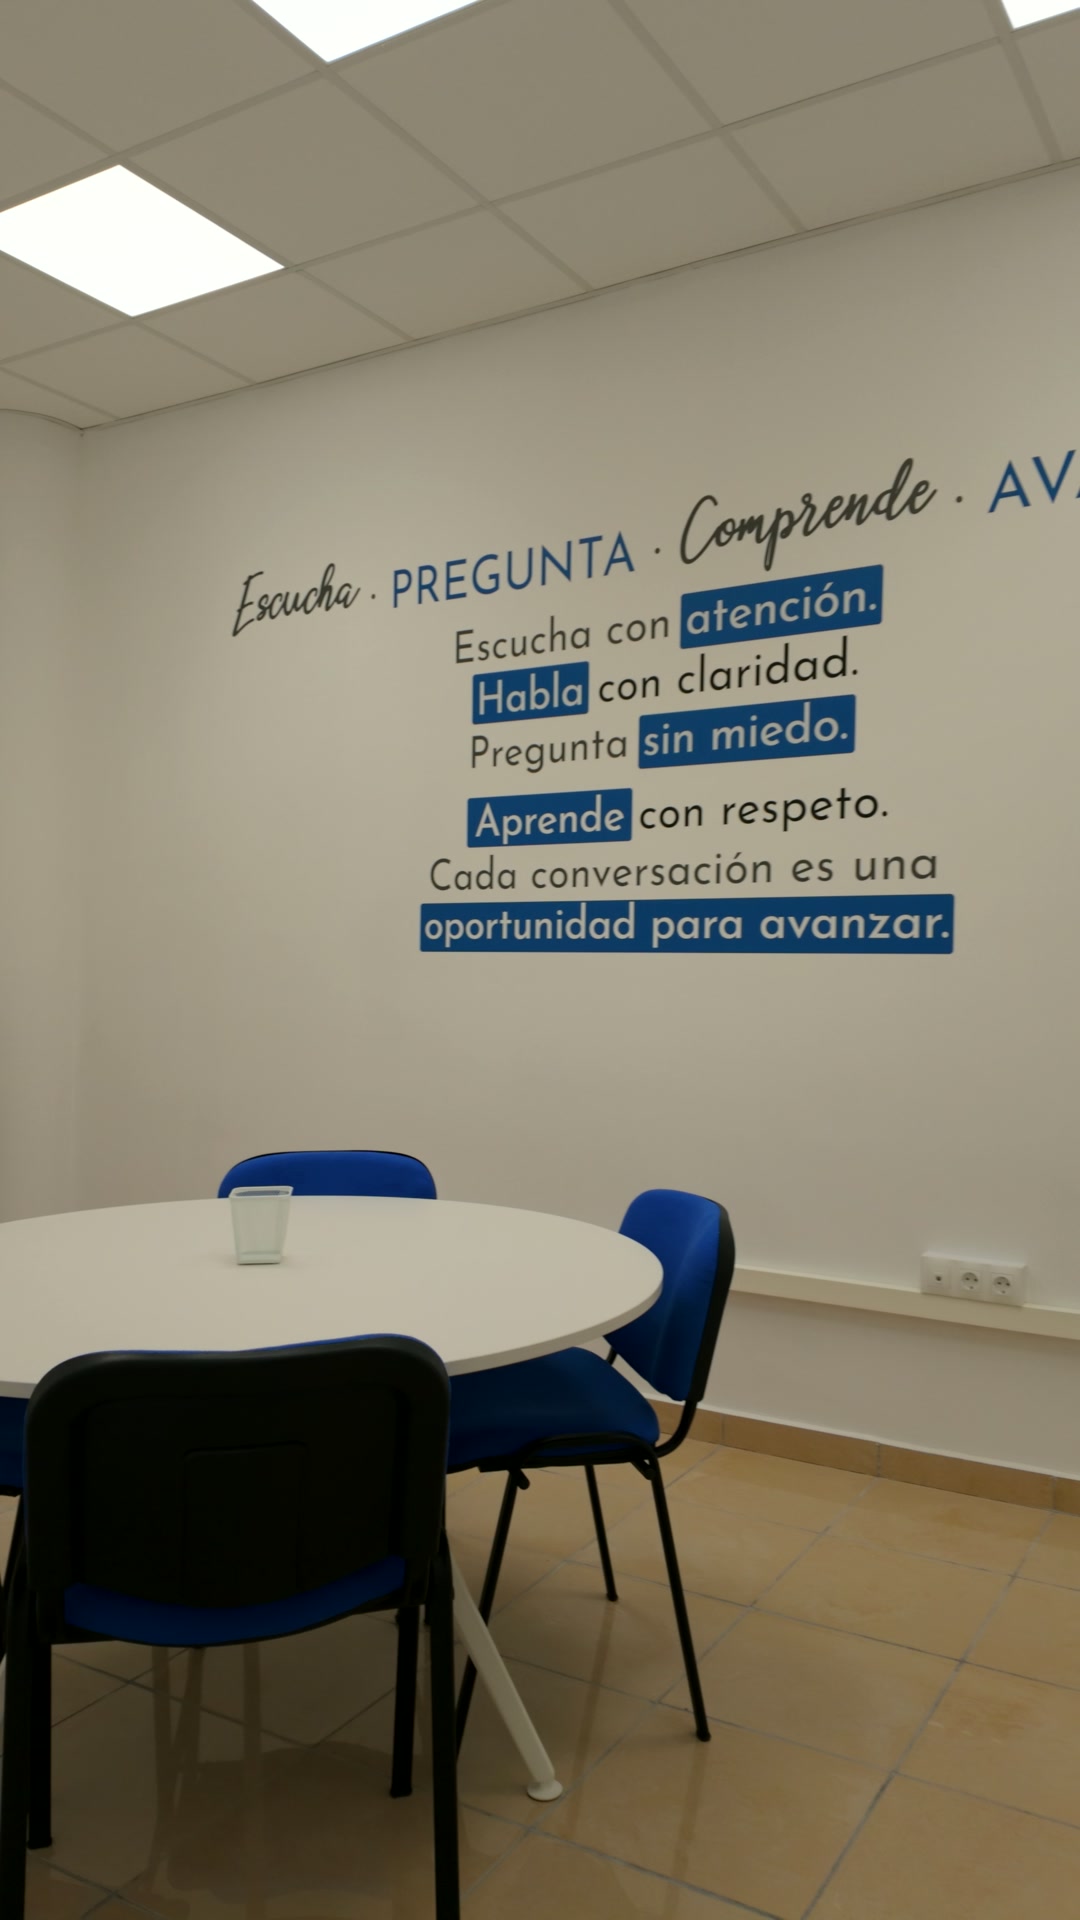 Escucha . PREGUNTA . Comprende .
Escucha con atención.
Habla con claridad.
Pregunta sin miedo.
Aprende con respeto.
Cada conversación es una
oportunidad para avanzar.